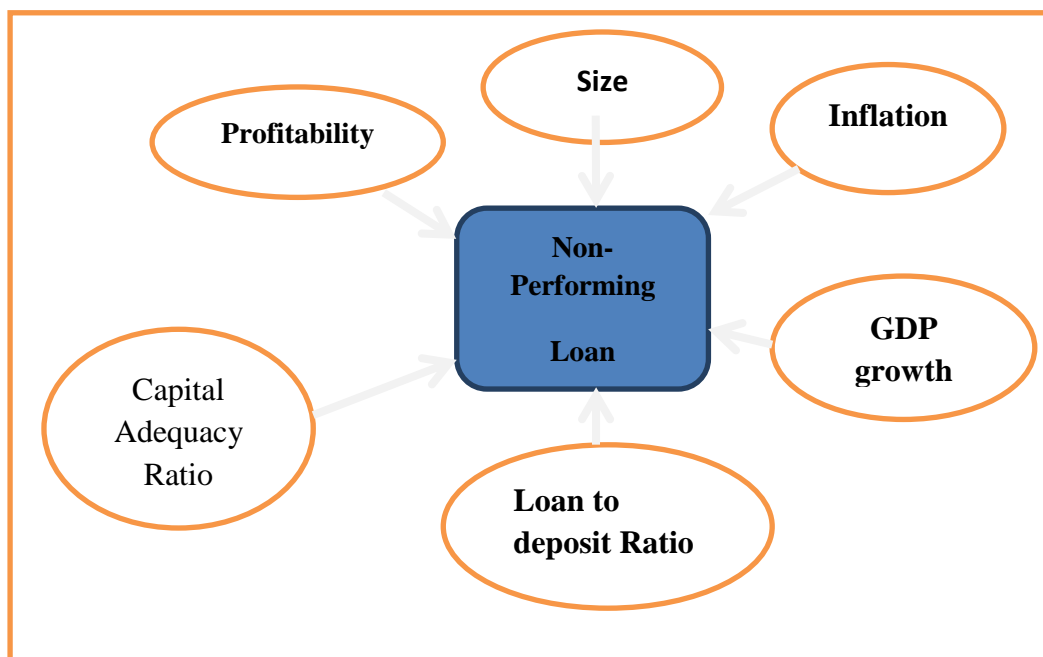 Size
Inflation
Profitability
Non-
Performing
Loan
GDP
growth
Capital
Adequacy
Ratio
Loan to
deposit Ratio